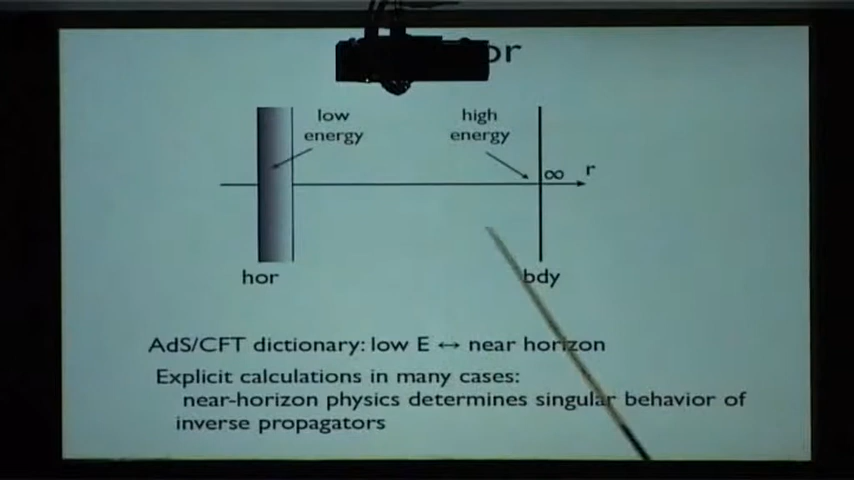 low
energy
high
energy
∞ r
hor
bdy
AdS/CFT dictionary: low E ↔ near horizon
Explicit calculations in many cases:
near-horizon physics determines singular behavior of
inverse propagators